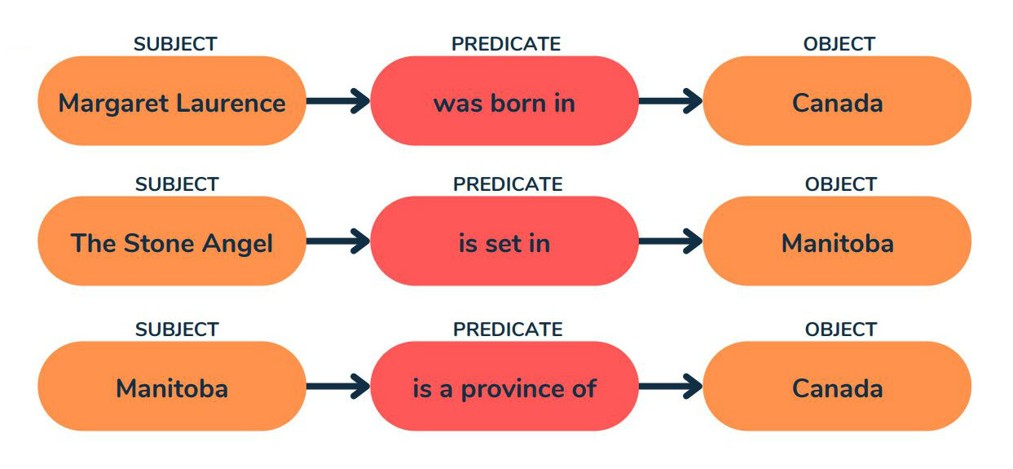 SUBJECT PREDICATE OBJECT
Margaret Laurence was born in Canada
SUBJECT PREDICATE OBJECT
The Stone Angel is set in Manitoba
SUBJECT PREDICATE OBJECT
Manitoba is a province of Canada